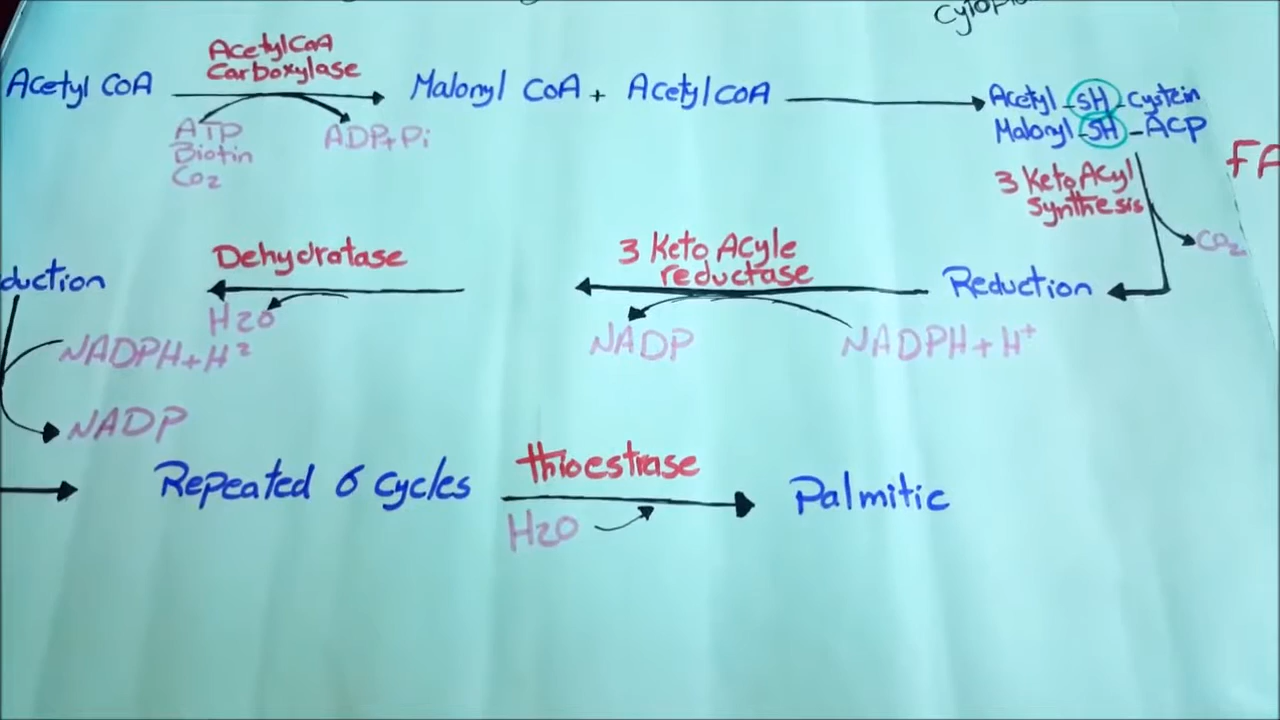 Acetyl CoA
Acetyl CoA
Carboxylase
ATP
Biotin
CO2
ADP+Pi
Malonyl CoA + Acetyl CoA
Acetyl-SH-Cystein
Malonyl-SH-ACP
3 Keto Acyl
Synthesis
CO2
FA
Reduction
3 Keto Acyle
reductase
NADPH + H+
NADP
Dehydratase
H2O
duction
NADPH+H²
NADP
Repeated 6 Cycles
thioestrase
H2O
Palmitic